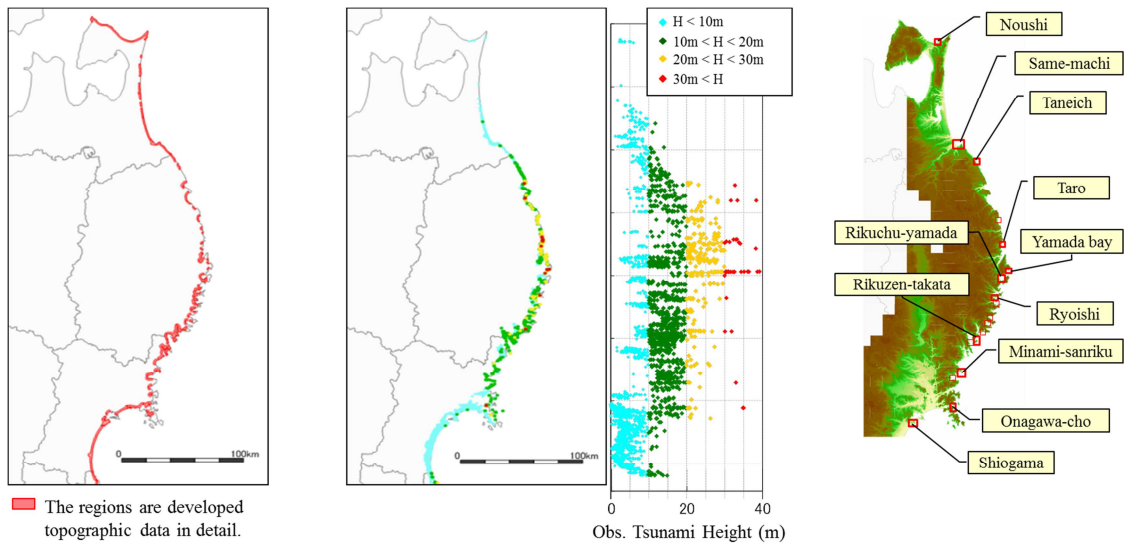 0
100km
The regions are developed
topographic data in detail.
0
100km
H < 10m
10m < H < 20m
20m < H < 30m
30m < H
0
20
40
Obs. Tsunami Height (m)
Noushi
Same-machi
Taneich
Taro
Rikuchu-yamada
Yamada bay
Rikuzen-takata
Ryoishi
Minami-sanriku
Onagawa-cho
Shiogama